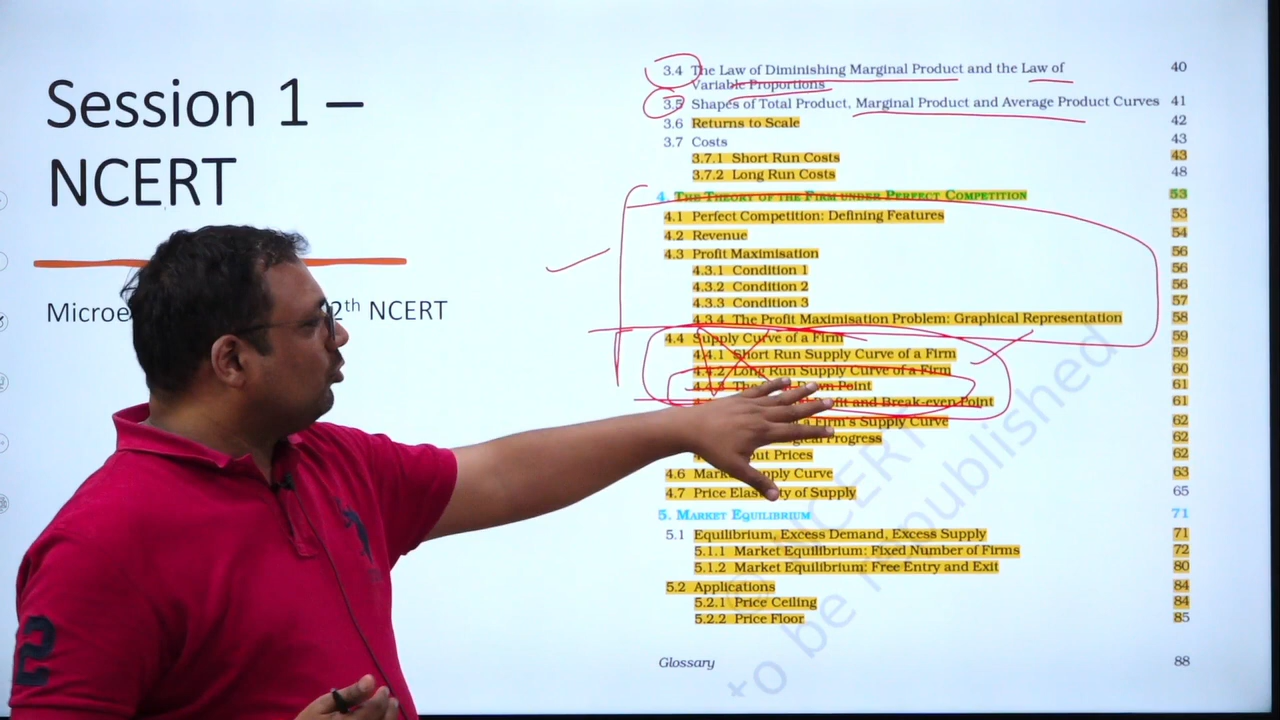 Session 1 –
NCERT
Microe 2th NCERT
3.4 The Law of Diminishing Marginal Product and the Law of
Variable Proportions 40
3.5 Shapes of Total Product, Marginal Product and Average Product Curves 41
3.6 Returns to Scale 42
3.7 Costs 43
3.7.1 Short Run Costs 43
3.7.2 Long Run Costs 48
4. THE THEORY OF THE FIRM UNDER PERFECT COMPETITION 53
4.1 Perfect Competition: Defining Features 53
4.2 Revenue 54
4.3 Profit Maximisation 56
4.3.1 Condition 1 56
4.3.2 Condition 2 56
4.3.3 Condition 3 57
4.3.4 The Profit Maximisation Problem: Graphical Representation 58
4.4 Supply Curve of a Firm 59
4.4.1 Short Run Supply Curve of a Firm 59
4.4.2 Long Run Supply Curve of a Firm 60
The Down Point 61
and Break-even Point 61
a Firm's Supply Curve 62
Progress 62
Prices 62
4.6 Supply Curve 63
4.7 Price of Supply 65
5. MARKET EQUILIBRIUM 71
5.1 Equilibrium, Excess Demand, Excess Supply 71
5.1.1 Market Equilibrium: Fixed Number of Firms 72
5.1.2 Market Equilibrium: Free Entry and Exit 80
5.2 Applications 84
5.2.1 Price Ceiling 84
5.2.2 Price Floor 85
Glossary 88
NCERT
to be republished
2